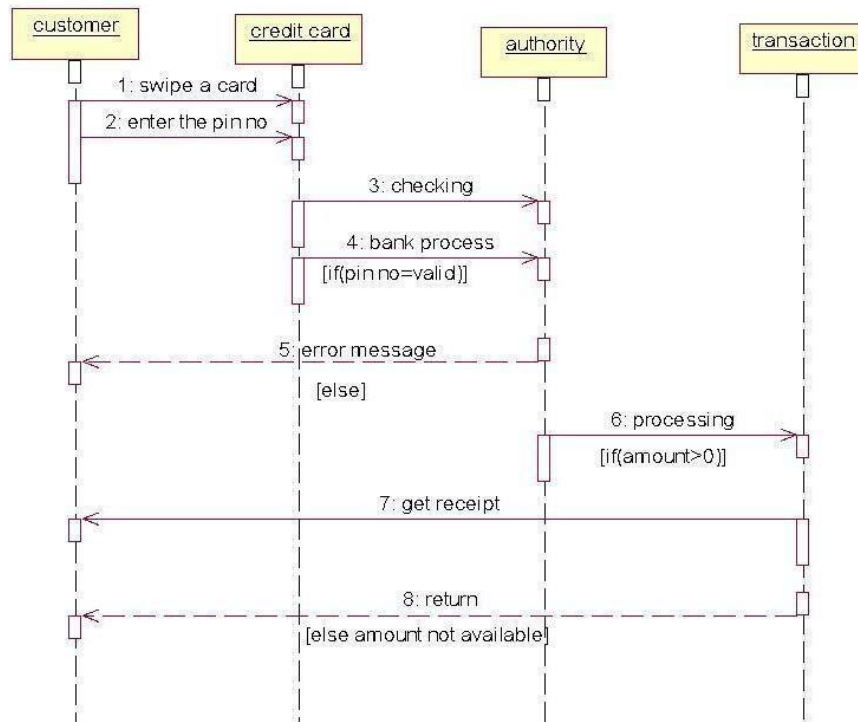 customer
credit card
authority
transaction
1: swipe a card
2: enter the pin no
3: checking
4: bank process
[if(pin no=valid)]
5: error message
[else]
6: processing
[if(amount>0)]
7: get receipt
8: return
[else amount not available]